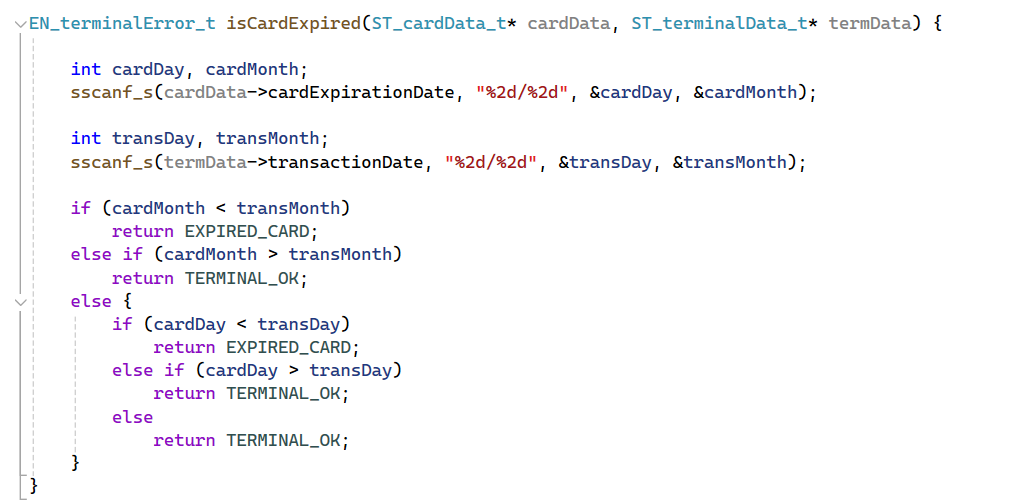 EN_terminalError_t isCardExpired(ST_cardData_t* cardData, ST_terminalData_t* termData) {
int cardDay, cardMonth;
sscanf_s(cardData->cardExpirationDate, "%2d/%2d", &cardDay, &cardMonth);
int transDay, transMonth;
sscanf_s(termData->transactionDate, "%2d/%2d", &transDay, &transMonth);
if (cardMonth < transMonth)
return EXPIRED_CARD;
else if (cardMonth > transMonth)
return TERMINAL_OK;
else {
if (cardDay < transDay)
return EXPIRED_CARD;
else if (cardDay > transDay)
return TERMINAL_OK;
else
return TERMINAL_OK;
}
}